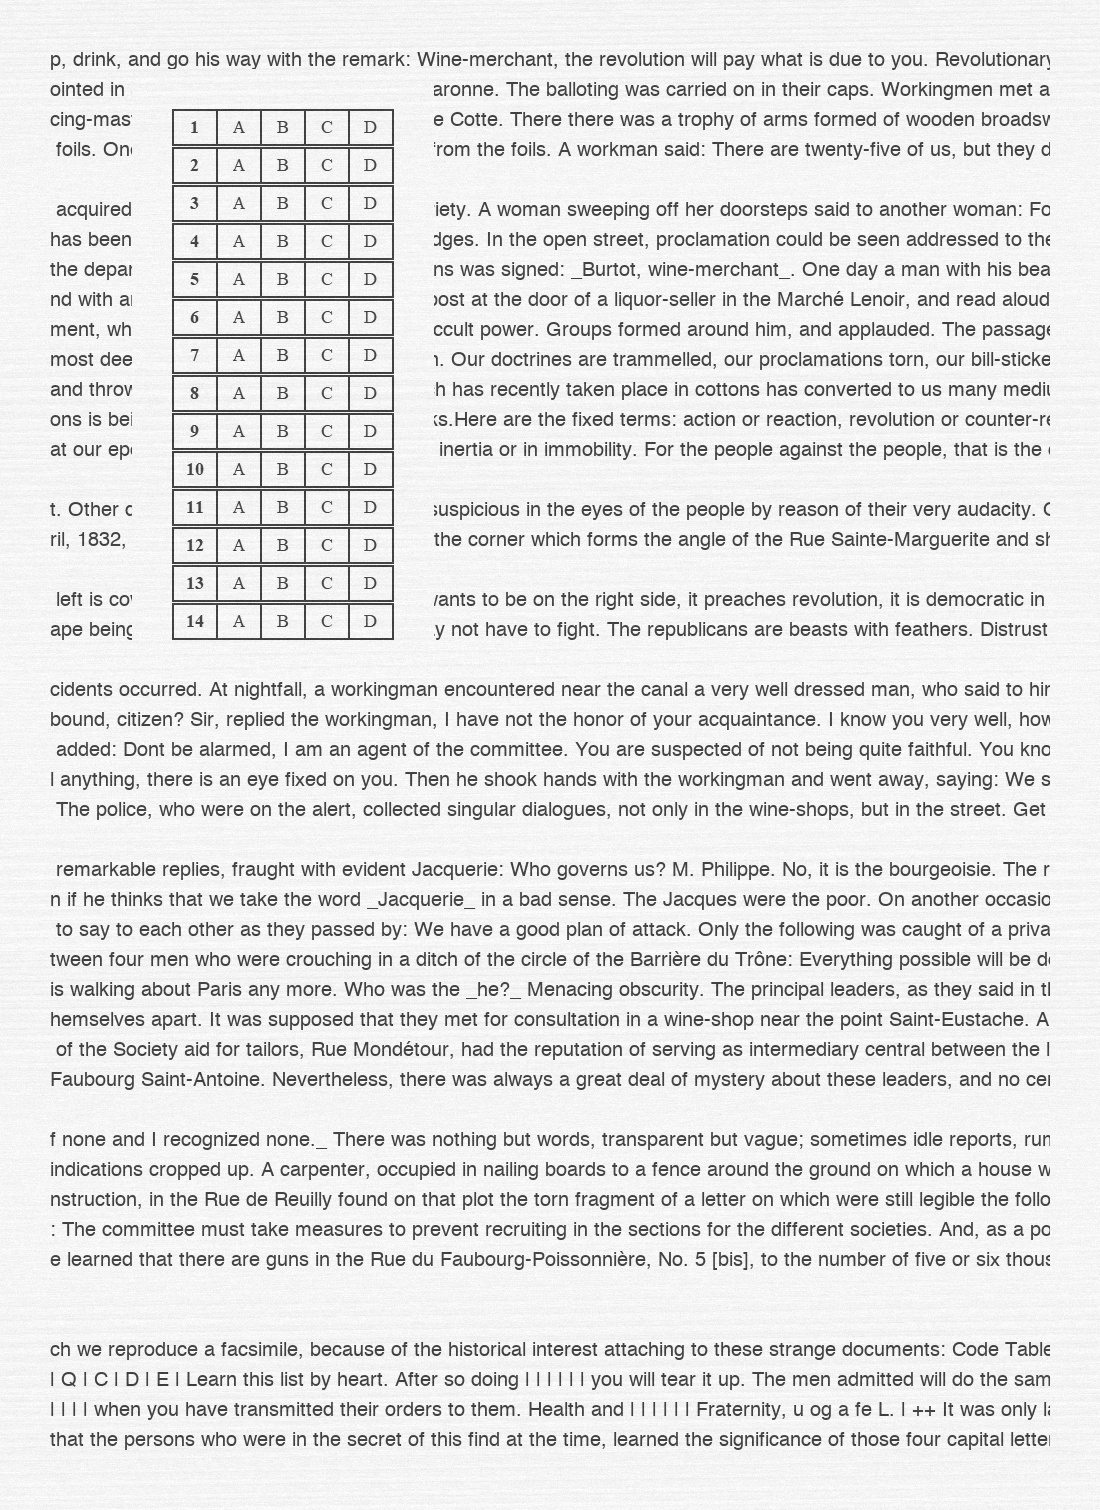 p, drink, and go his way with the remark: Wine-merchant, the revolution will pay what is due to you. Revolutionary
ointed in aronne. The balloting was carried on in their caps. Workingmen met a
cing-mas e Cotte. There there was a trophy of arms formed of wooden broadsw
foils. On from the foils. A workman said: There are twenty-five of us, but they d
acquired iety. A woman sweeping off her doorsteps said to another woman: Fo
has been dges. In the open street, proclamation could be seen addressed to the
the depar ns was signed: _Burtot, wine-merchant_. One day a man with his bea
nd with a post at the door of a liquor-seller in the Marché Lenoir, and read aloud
ment, wh ccult power. Groups formed around him, and applauded. The passage
most dee n. Our doctrines are trammelled, our proclamations torn, our bill-sticke
and throw h has recently taken place in cottons has converted to us many mediu
ons is bei ks.Here are the fixed terms: action or reaction, revolution or counter-re
at our epo inertia or in immobility. For the people against the people, that is the
t. Other suspicious in the eyes of the people by reason of their very audacity.
ril, 1832, the corner which forms the angle of the Rue Sainte-Marguerite and sh
left is cov wants to be on the right side, it preaches revolution, it is democratic in
ape being y not have to fight. The republicans are beasts with feathers. Distrust
1 A B C D
2 A B C D
3 A B C D
4 A B C D
5 A B C D
6 A B C D
7 A B C D
8 A B C D
9 A B C D
10 A B C D
11 A B C D
12 A B C D
13 A B C D
14 A B C D
cidents occurred. At nightfall, a workingman encountered near the canal a very well dressed man, who said to him
bound, citizen? Sir, replied the workingman, I have not the honor of your acquaintance. I know you very well, how
added: Dont be alarmed, I am an agent of the committee. You are suspected of not being quite faithful. You kno
l anything, there is an eye fixed on you. Then he shook hands with the workingman and went away, saying: We s
The police, who were on the alert, collected singular dialogues, not only in the wine-shops, but in the street. Get
remarkable replies, fraught with evident Jacquerie: Who governs us? M. Philippe. No, it is the bourgeoisie. The r
n if he thinks that we take the word _Jacquerie_ in a bad sense. The Jacques were the poor. On another occasio
to say to each other as they passed by: We have a good plan of attack. Only the following was caught of a priva
tween four men who were crouching in a ditch of the circle of the Barrière du Trône: Everything possible will be do
is walking about Paris any more. Who was the _he?_ Menacing obscurity. The principal leaders, as they said in th
hemselves apart. It was supposed that they met for consultation in a wine-shop near the point Saint-Eustache. A
of the Society aid for tailors, Rue Mondétour, had the reputation of serving as intermediary central between the l
Faubourg Saint-Antoine. Nevertheless, there was always a great deal of mystery about these leaders, and no cer
f none and I recognized none._ There was nothing but words, transparent but vague; sometimes idle reports, rum
indications cropped up. A carpenter, occupied in nailing boards to a fence around the ground on which a house w
nstruction, in the Rue de Reuilly found on that plot the torn fragment of a letter on which were still legible the follo
: The committee must take measures to prevent recruiting in the sections for the different societies. And, as a po
e learned that there are guns in the Rue du Faubourg-Poissonnière, No. 5 [bis], to the number of five or six thous
ch we reproduce a facsimile, because of the historical interest attaching to these strange documents: Code Table
| Q | C | D | E | Learn this list by heart. After so doing | | | | | | you will tear it up. The men admitted will do the sam
| | | | when you have transmitted their orders to them. Health and | | | | | | Fraternity, u og a fe L. | ++ It was only la
that the persons who were in the secret of this find at the time, learned the significance of those four capital letter